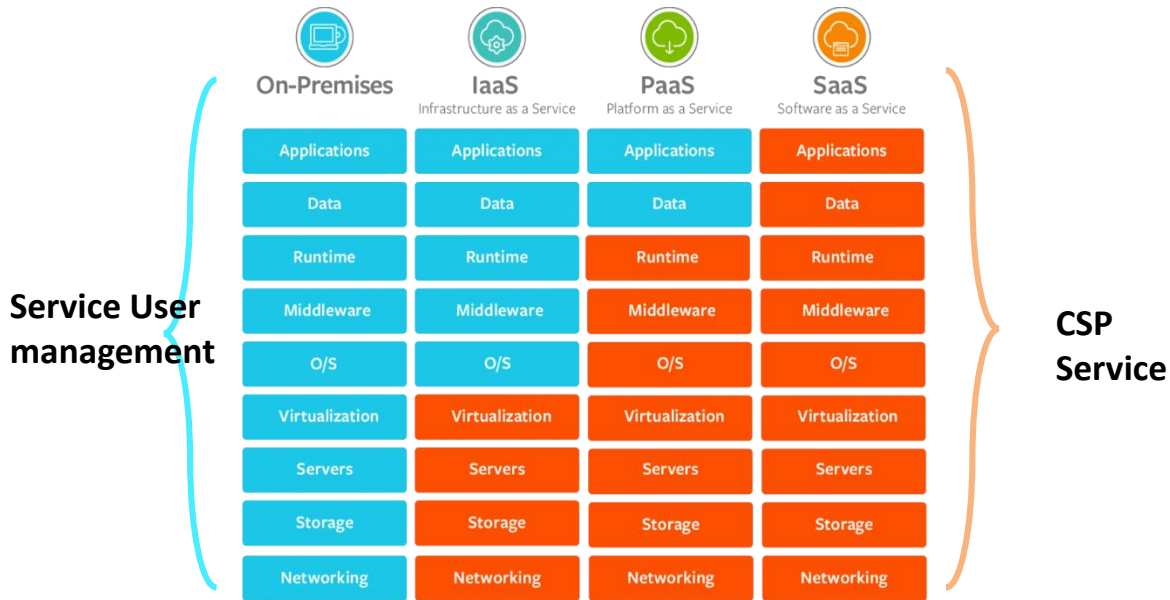 On-Premises
IaaS
PaaS
SaaS
Infrastructure as a Service
Platform as a Service
Software as a Service
Applications
Applications
Applications
Applications
Data
Data
Data
Data
Runtime
Runtime
Runtime
Runtime
Service User
management
Middleware
Middleware
Middleware
Middleware
CSP
Service
O/S
O/S
O/S
O/S
Virtualization
Virtualization
Virtualization
Virtualization
Servers
Servers
Servers
Servers
Storage
Storage
Storage
Storage
Networking
Networking
Networking
Networking